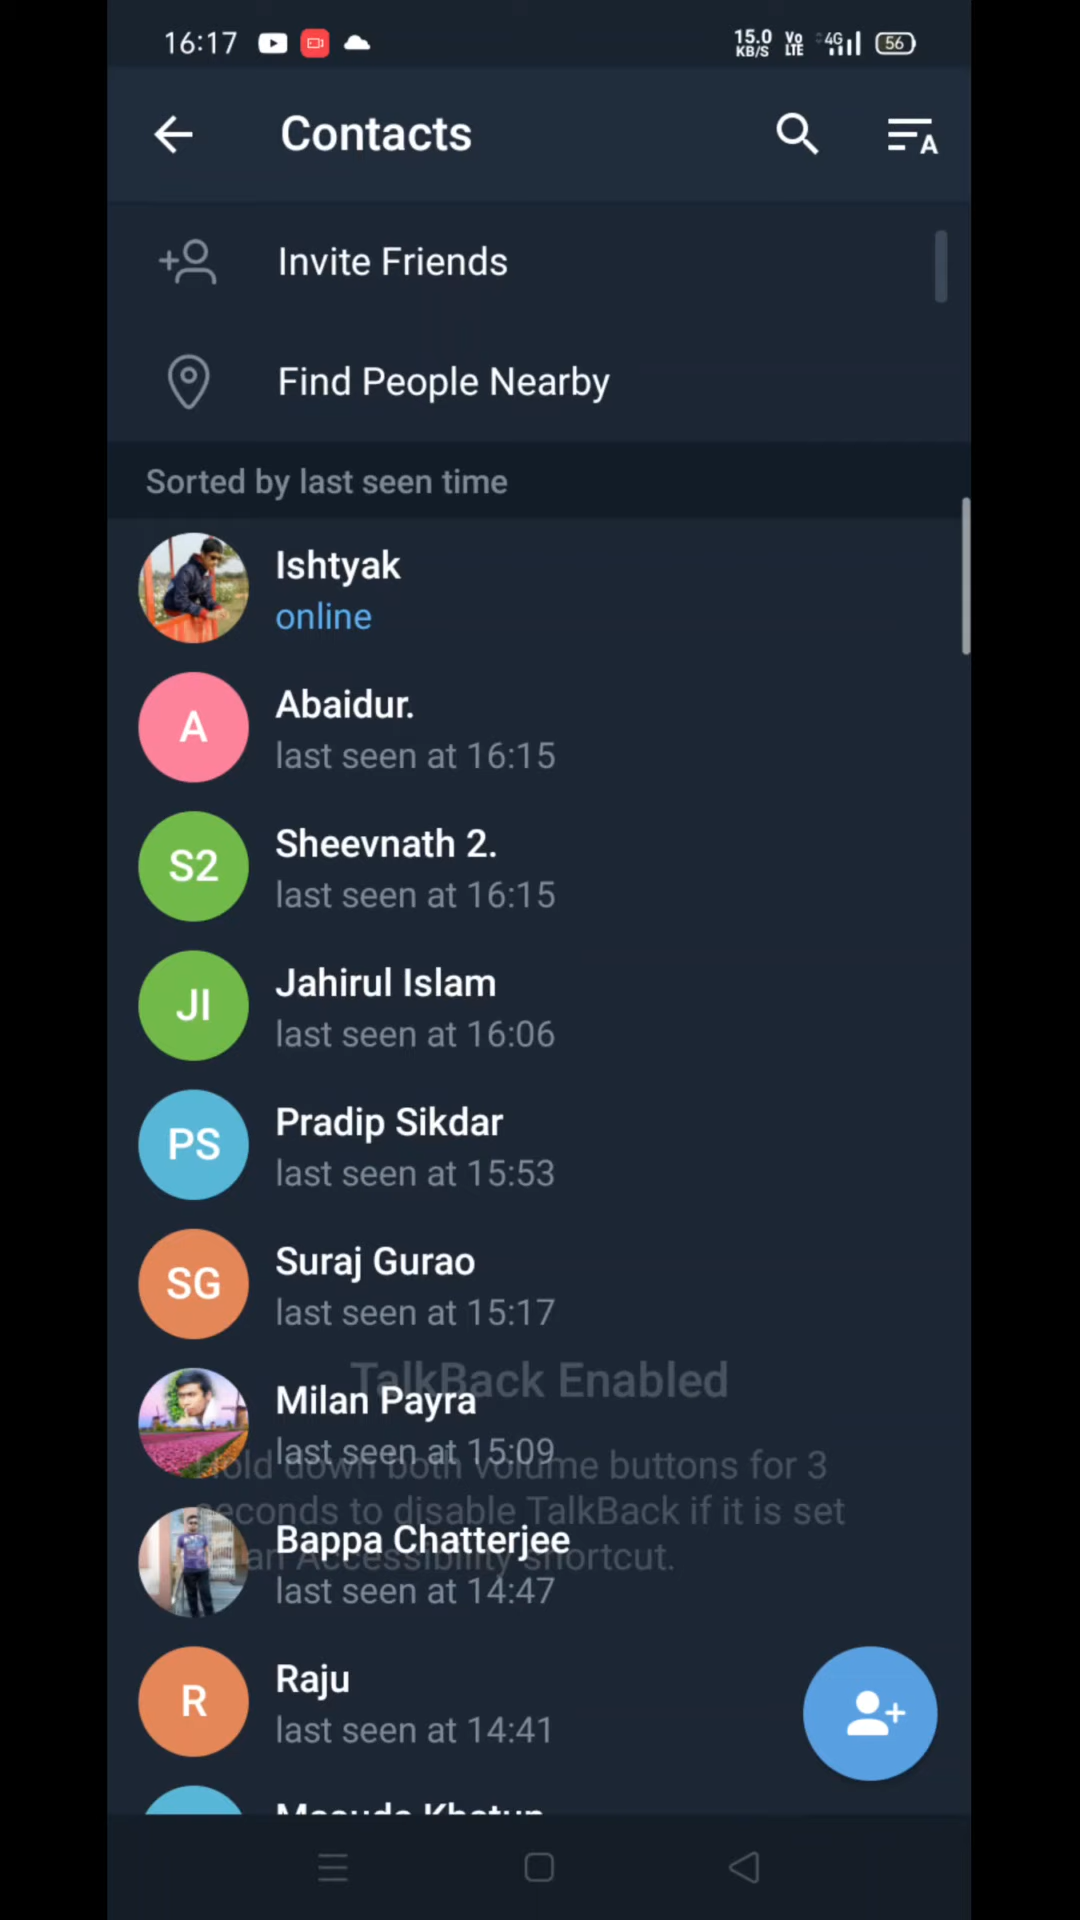 16:17
15.0 KB/S Vo LTE 4G 56
Contacts
A
Invite Friends
Find People Nearby
Sorted by last seen time
Ishtyak
online
A
Abaidur.
last seen at 16:15
S2
Sheevnath 2.
last seen at 16:15
JI
Jahirul Islam
last seen at 16:06
PS
Pradip Sikdar
last seen at 15:53
SG
Suraj Gurao
last seen at 15:17
TalkBack Enabled
Milan Payra
last seen at 15:09
Hold down both volume buttons for 3
seconds to disable TalkBack if it is set
Bappa Chatterjee
an Accessibility shortcut.
last seen at 14:47
R
Raju
last seen at 14:41